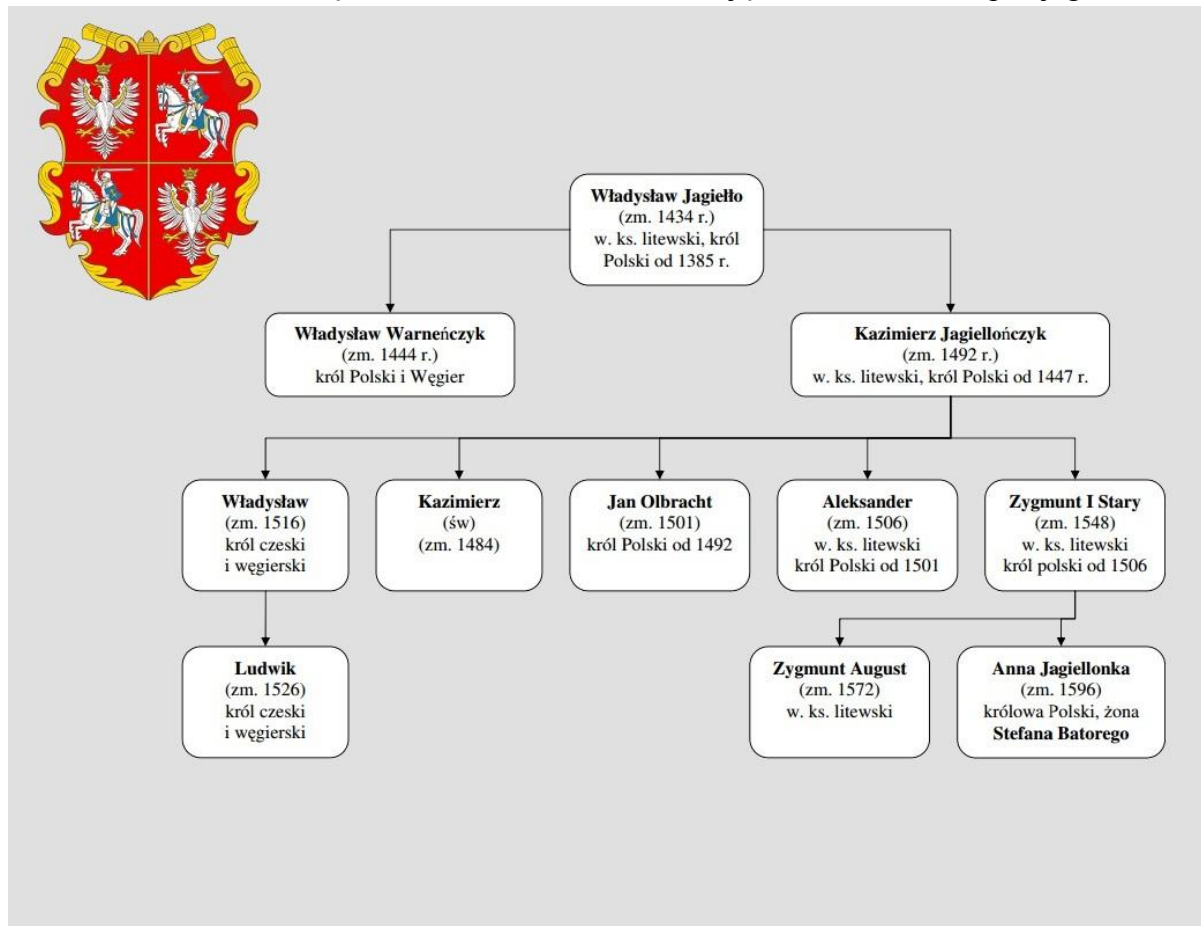 Władysław Jagiełło
(zm. 1434 r.)
w. ks. litewski, król
Polski od 1385 r.
Władysław Warneńczyk
(zm. 1444 r.)
król Polski i Węgier
Kazimierz Jagiellończyk
(zm. 1492 r.)
w. ks. litewski, król Polski od 1447 r.
Władysław
(zm. 1516)
król czeski
i węgierski
Kazimierz
(św)
(zm. 1484)
Jan Olbracht
(zm. 1501)
król Polski od 1492
Aleksander
(zm. 1506)
w. ks. litewski
król Polski od 1501
Zygmunt I Stary
(zm. 1548)
w. ks. litewski
król polski od 1506
Ludwik
(zm. 1526)
król czeski
i węgierski
Zygmunt August
(zm. 1572)
w. ks. litewski
Anna Jagiellonka
(zm. 1596)
królowa Polski, żona
Stefana Batorego